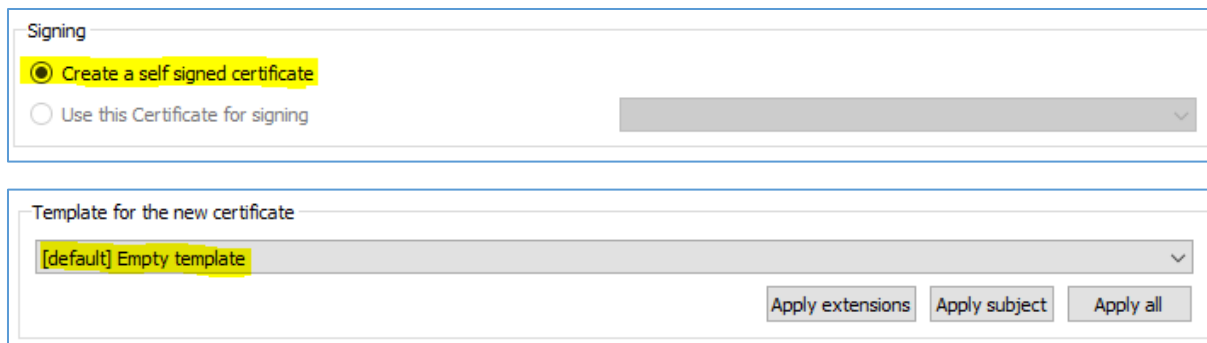 Signing
Create a self signed certificate
Use this Certificate for signing
Template for the new certificate
[default] Empty template
Apply extensions Apply subject Apply all